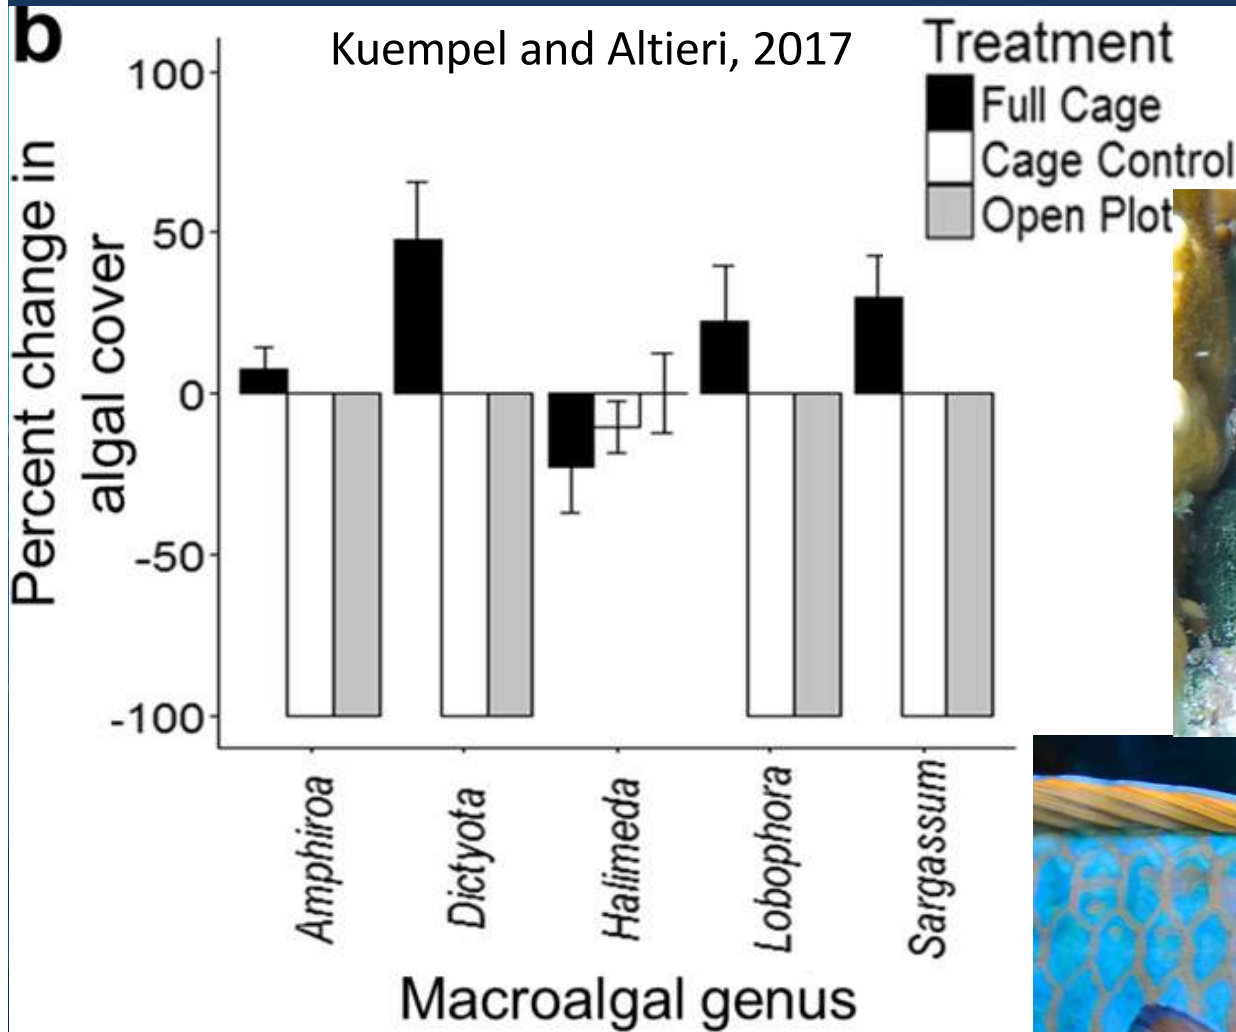 b
Kuempel and Altieri, 2017
Treatment
Full Cage
Cage Control
Open Plot
Percent change in
algal cover
100
50
0
-50
-100
Amphiroa
Dictyota
Halimeda
Lobophora
Sargassum
Macroalgal genus